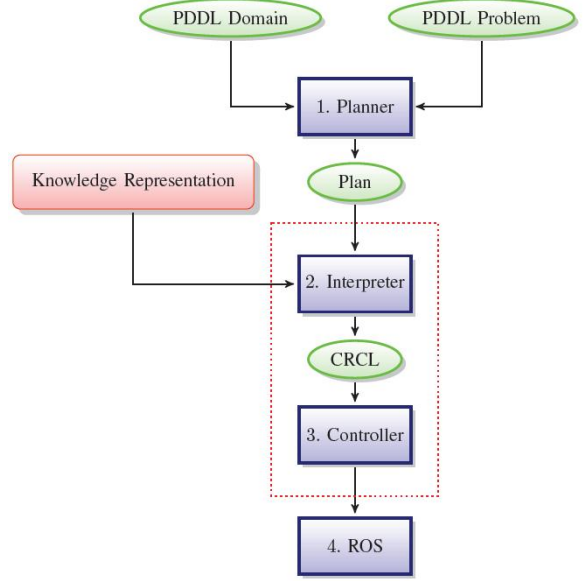 PDDL Domain
PDDL Problem
1. Planner
Knowledge Representation
Plan
2. Interpreter
CRCL
3. Controller
4. ROS